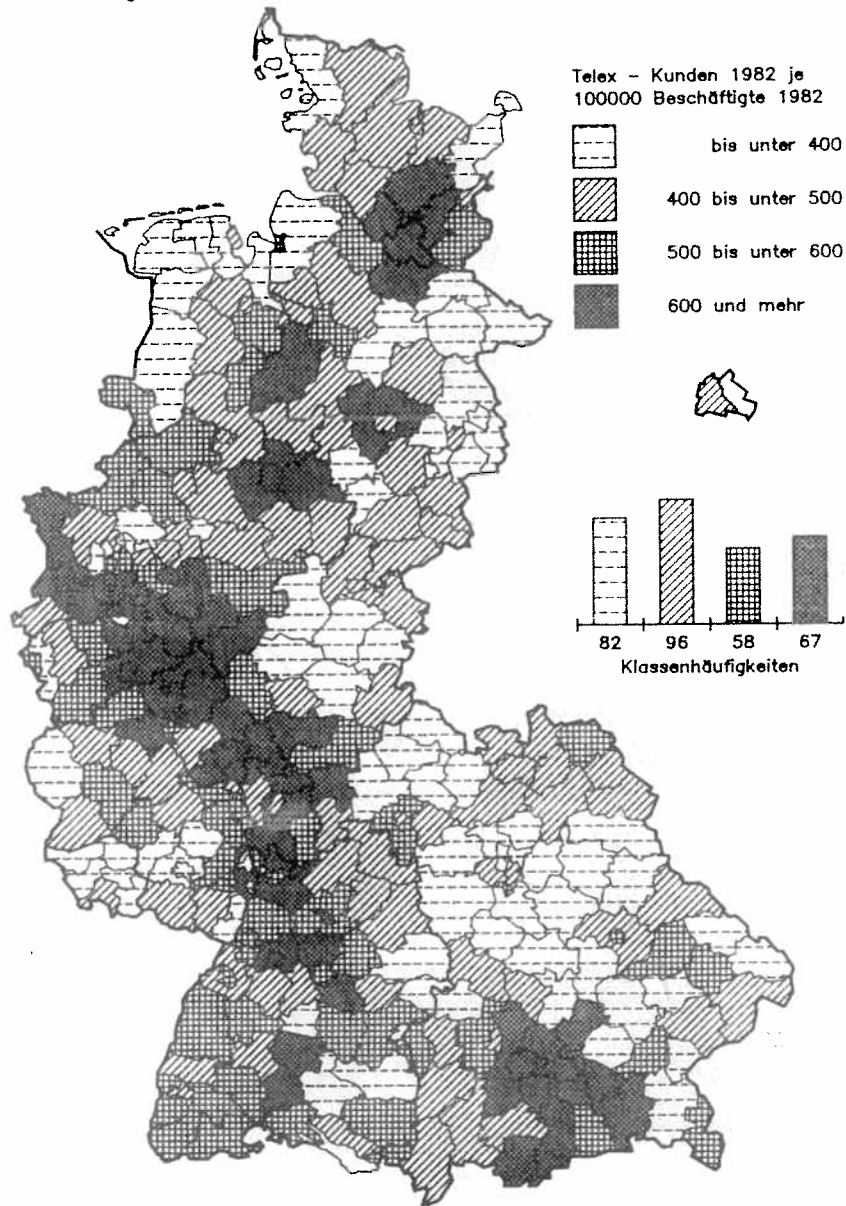 Telex - Kunden 1982 je
100000 Beschäftigte 1982
bis unter 400
400 bis unter 500
500 bis unter 600
600 und mehr
82 96 58 67
Klassenhäufigkeiten